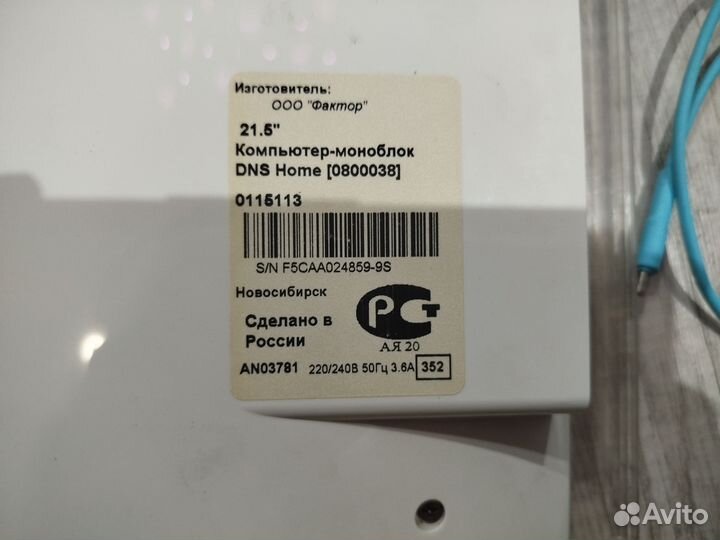 Изготовитель:
ООО "Фактор"
21.5"
Компьютер-моноблок
DNS Home [0800038]
0115113
S/N F5CAA024859-9S
Новосибирск
Сделано в
России
РСТ
АЯ 20
AN03781 220/240В 50Гц 3.6А 352
Avito